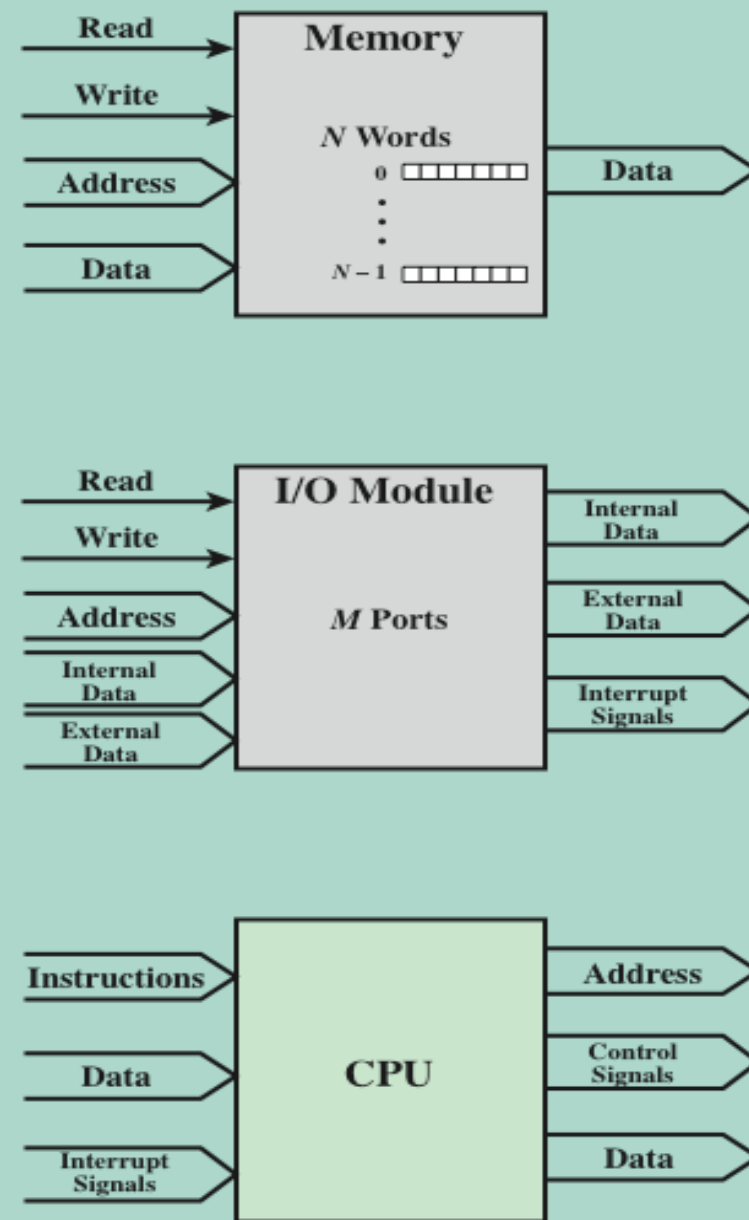 Read
Memory
Write
N Words
Address
0
Data
Data
N – 1
Read
I/O Module
Write
Internal
Data
Address
M Ports
External
Data
Internal
Data
Interrupt
Signals
External
Data
Instructions
Address
Data
CPU
Control
Signals
Interrupt
Signals
Data